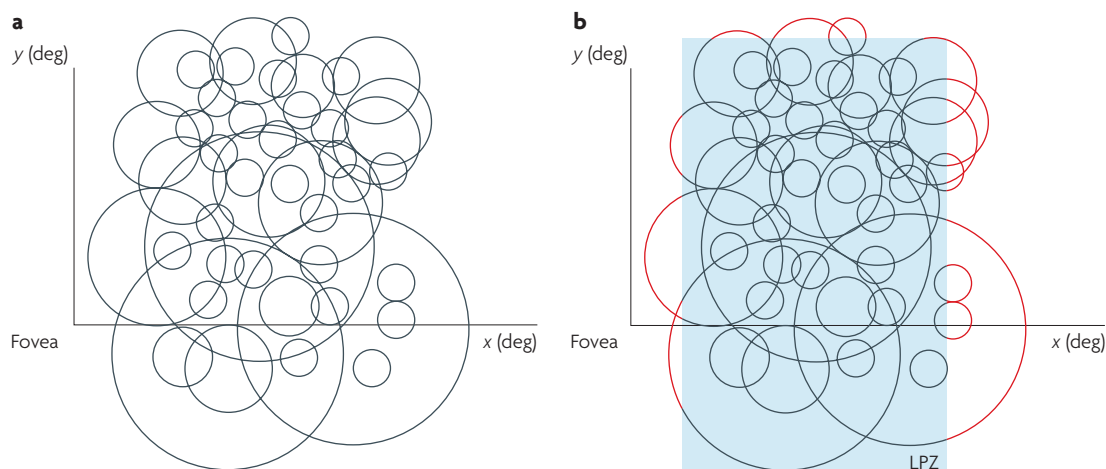 a
y (deg)
Fovea
x (deg)
b
y (deg)
Fovea
x (deg)
LPZ